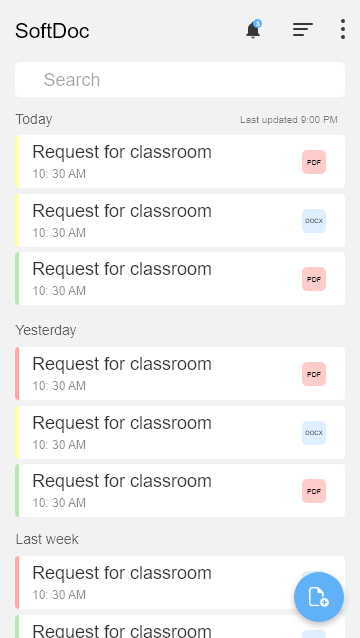 SoftDoc
3
Search
Today
Last updated 9:00 PM
Request for classroom
10: 30 AM
PDF
Request for classroom
10: 30 AM
DOCX
Request for classroom
10: 30 AM
PDF
Yesterday
Request for classroom
10: 30 AM
PDF
Request for classroom
10: 30 AM
DOCX
Request for classroom
10: 30 AM
PDF
Last week
Request for classroom
10: 30 AM
Request for classroom